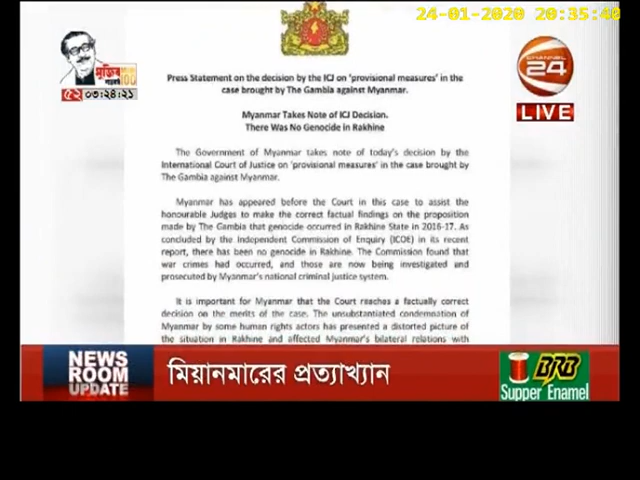 24-01-2020 20:35:40
মুজিব
শতবর্ষ
100
৫২ ০৩:২৪:২১
CHANNEL
24
LIVE
Press Statement on the decision by the ICJ on 'provisional measures' in the
case brought by The Gambia against Myanmar.
Myanmar Takes Note of ICJ Decision.
There Was No Genocide in Rakhine
The Government of Myanmar takes note of today's decision by the
International Court of Justice on 'provisional measures' in the case brought by
The Gambia against Myanmar.
Myanmar has appeared before the Court in this case to assist the
honourable Judges to make the correct factual findings on the proposition
made by The Gambia that genocide occurred in Rakhine State in 2016-17. As
concluded by the Independent Commission of Enquiry (ICOE) in its recent
report, there has been no genocide in Rakhine. The Commission found that
war crimes had occurred, and those are now being investigated and
prosecuted by Myanmar's national criminal justice system.
It is important for Myanmar that the Court reaches a factually correct
decision on the merits of the case. The unsubstantiated condemnation of
Myanmar by some human rights actors has presented a distorted picture of
the situation in Rakhine and affected Myanmar's bilateral relations with
NEWS
ROOM
UPDATE
মিয়ানমারের প্রত্যাখ্যান
BRB
Supper Enamel